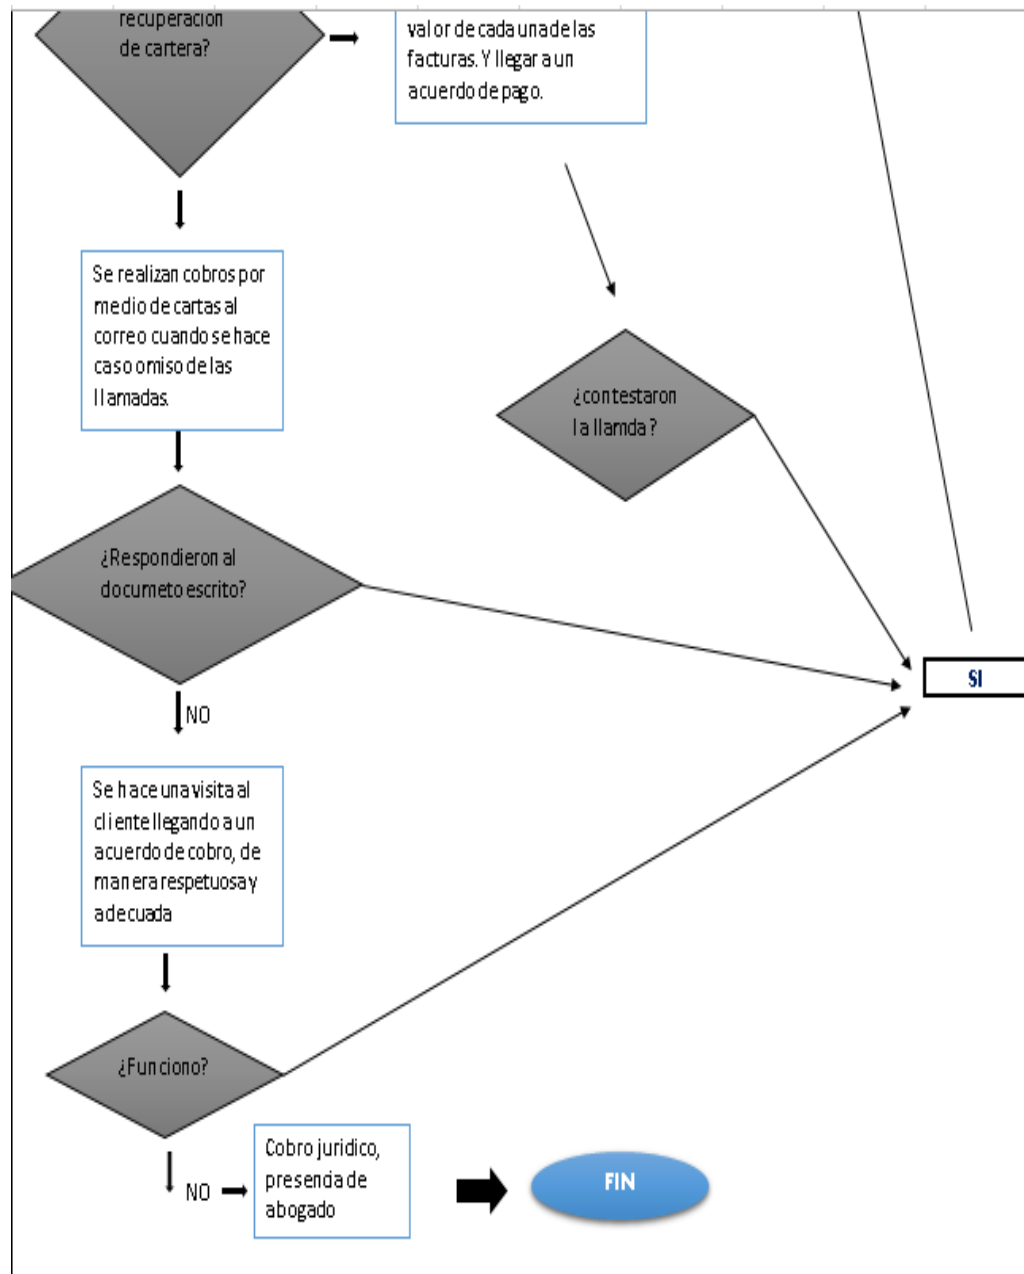 recuperación
de cartera?
valor de cada una de las
facturas. Y llegar a un
acuerdo de pago.
Se realizan cobros por
medio de cartas al
correo cuando se hace
caso omiso de las
llamadas.
¿contestaron
la llamda?
¿Respondieron al
documeto escrito?
SI
NO
Se hace una visita al
cliente llegando a un
acuerdo de cobro, de
manera respetuosa y
adecuada
¿Funciono?
NO
Cobro juridico,
presencia de
abogado
FIN